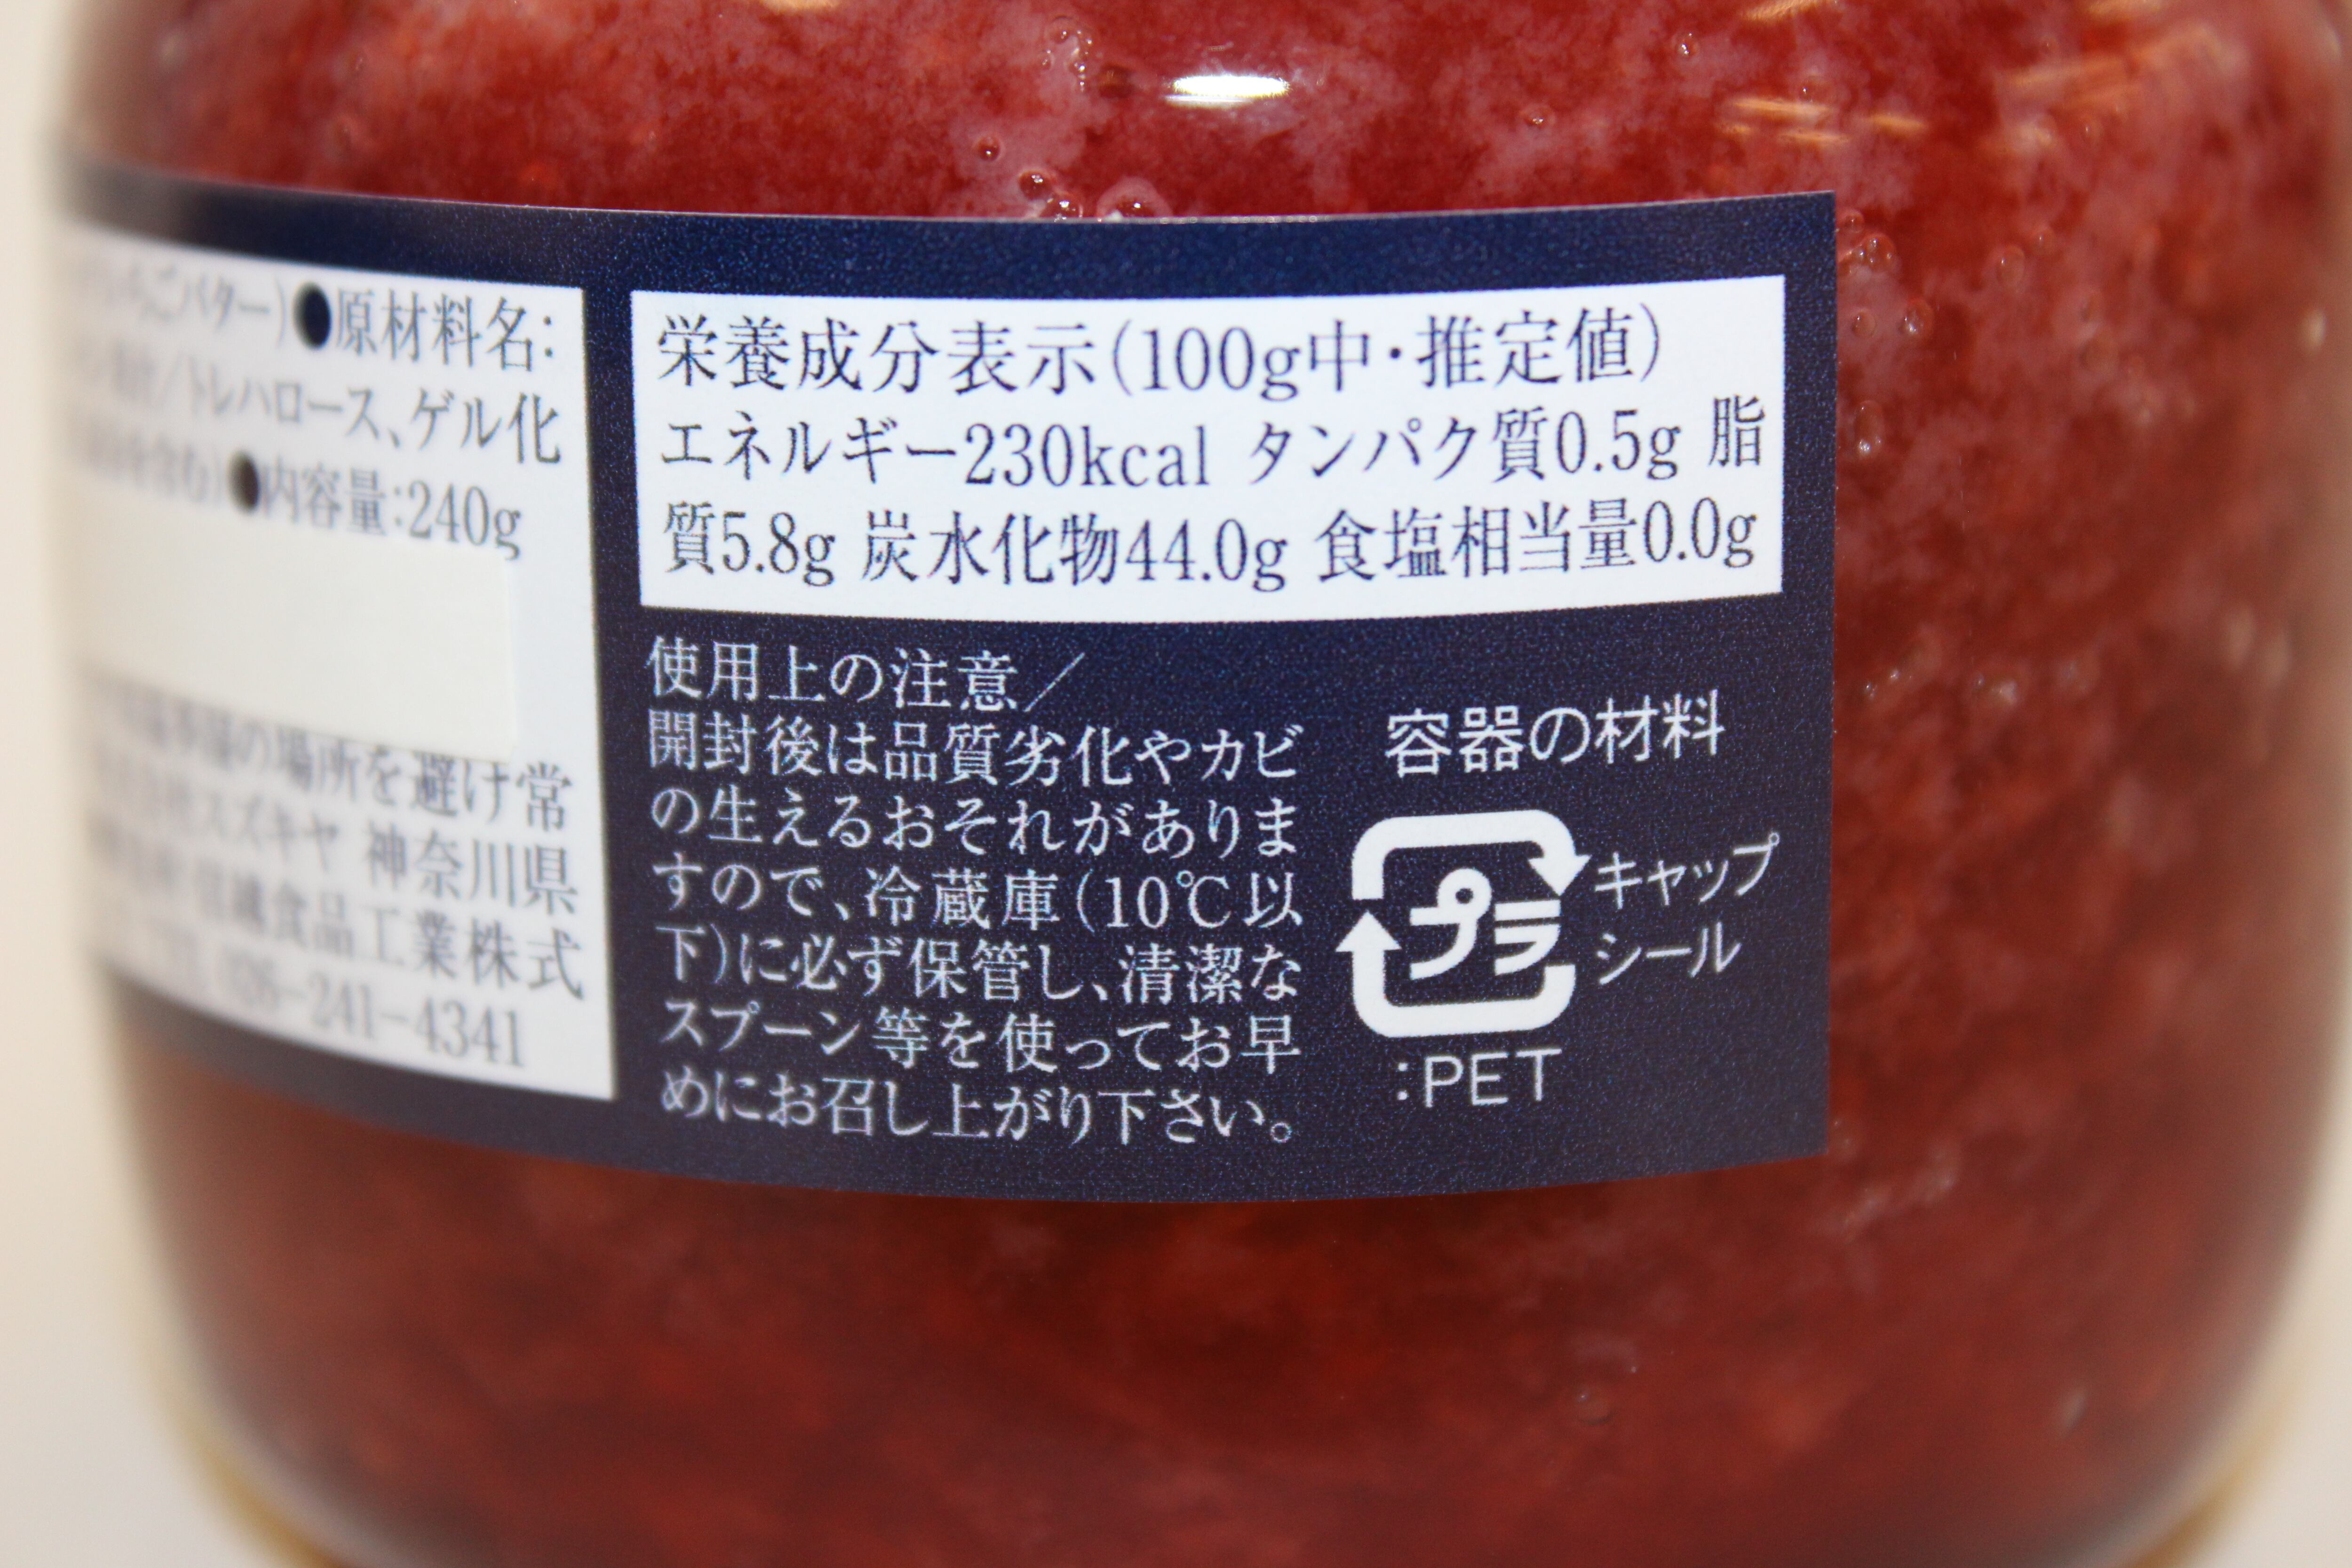 ごバター)●原材料名:
/トレハロース、ゲル化
●内容量:240g
の場所を避け常
スズキヤ 神奈川県
食品工業株式
-241-4341
栄養成分表示(100g中・推定値)
エネルギー230kcal タンパク質0.5g 脂
質5.8g 炭水化物44.0g 食塩相当量0.0g
使用上の注意/
開封後は品質劣化やカビ
の生えるおそれがありま
すので、冷蔵庫(10℃以
下)に必ず保管し、清潔な
スプーン等を使ってお早
めにお召し上がり下さい。
容器の材料
プラ
キャップ
シール
:PET